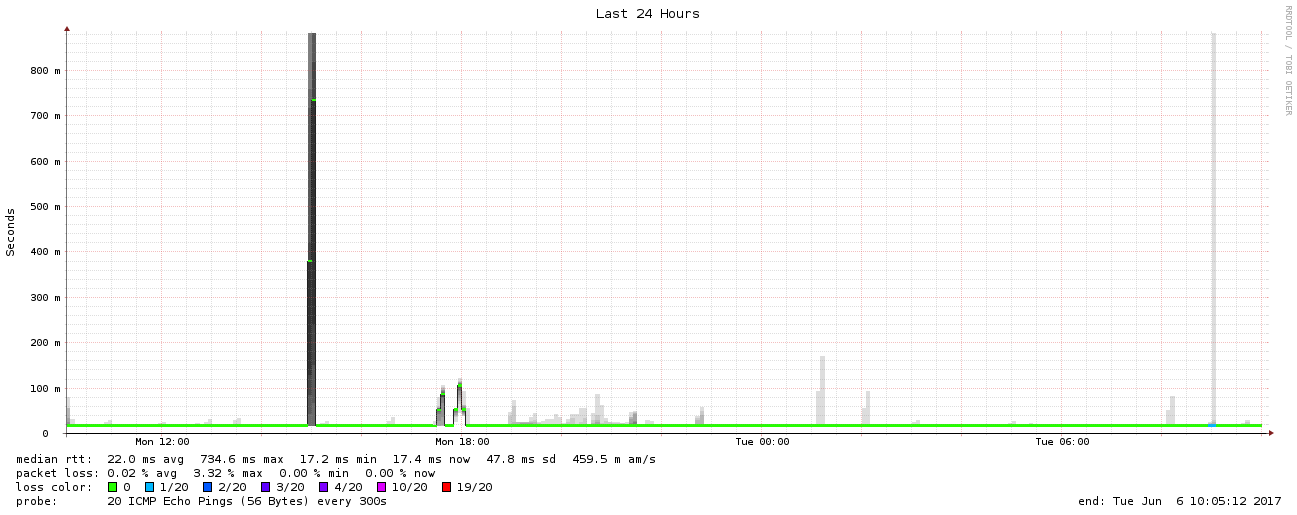 Last 24 Hours
RRDTOOL / TOBI OETIKER
Seconds
800 m
700 m
600 m
500 m
400 m
300 m
200 m
100 m
0
Mon 12:00 Mon 18:00 Tue 00:00 Tue 06:00
median rtt: 22.0 ms avg 734.6 ms max 17.2 ms min 17.4 ms now 47.8 ms sd 459.5 m am/s
packet loss: 0.02 % avg 3.32 % max 0.00 % min 0.00 % now
loss color: 0 1/20 2/20 3/20 4/20 10/20 19/20
probe: 20 ICMP Echo Pings (56 Bytes) every 300s end: Tue Jun 6 10:05:12 2017